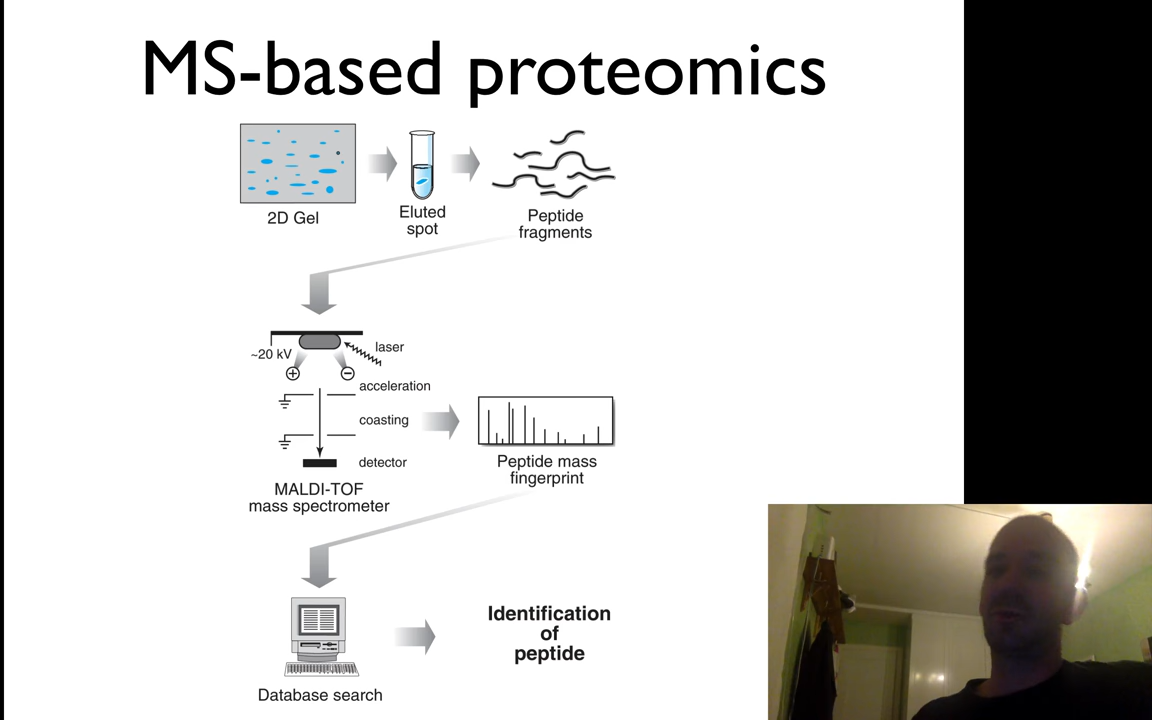 MS-based proteomics
2D Gel
Eluted
spot
Peptide
fragments
~20 kV
laser
acceleration
coasting
detector
MALDI-TOF
mass spectrometer
Peptide mass
fingerprint
Database search
Identification
of
peptide